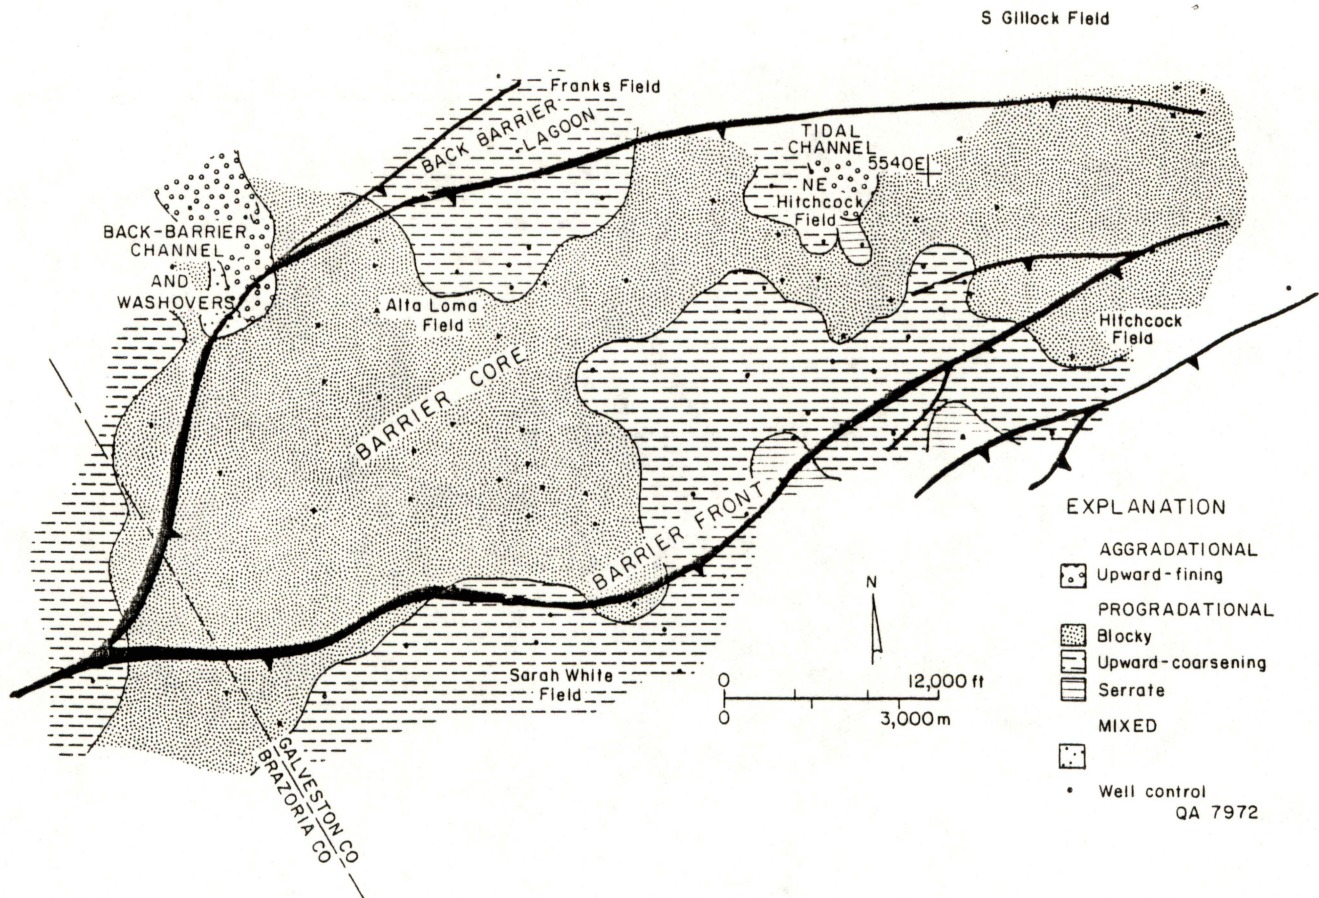 S Gillock Field
Franks Field
BACK BARRIER
-LAGOON
TIDAL
CHANNEL
5540E
NE
Hitchcock
Field
BACK-BARRIER
CHANNEL
AND
WASHOVERS
Alta Loma
Field
Hitchcock
Field
BARRIER CORE
BARRIER FRONT
Sarah White
Field
GALVESTON CO
BRAZORIA CO
N
0 12,000 ft
0 3,000 m
EXPLANATION
AGGRADATIONAL
Upward-fining
PROGRADATIONAL
Blocky
Upward-coarsening
Serrate
MIXED
Well control
QA 7972